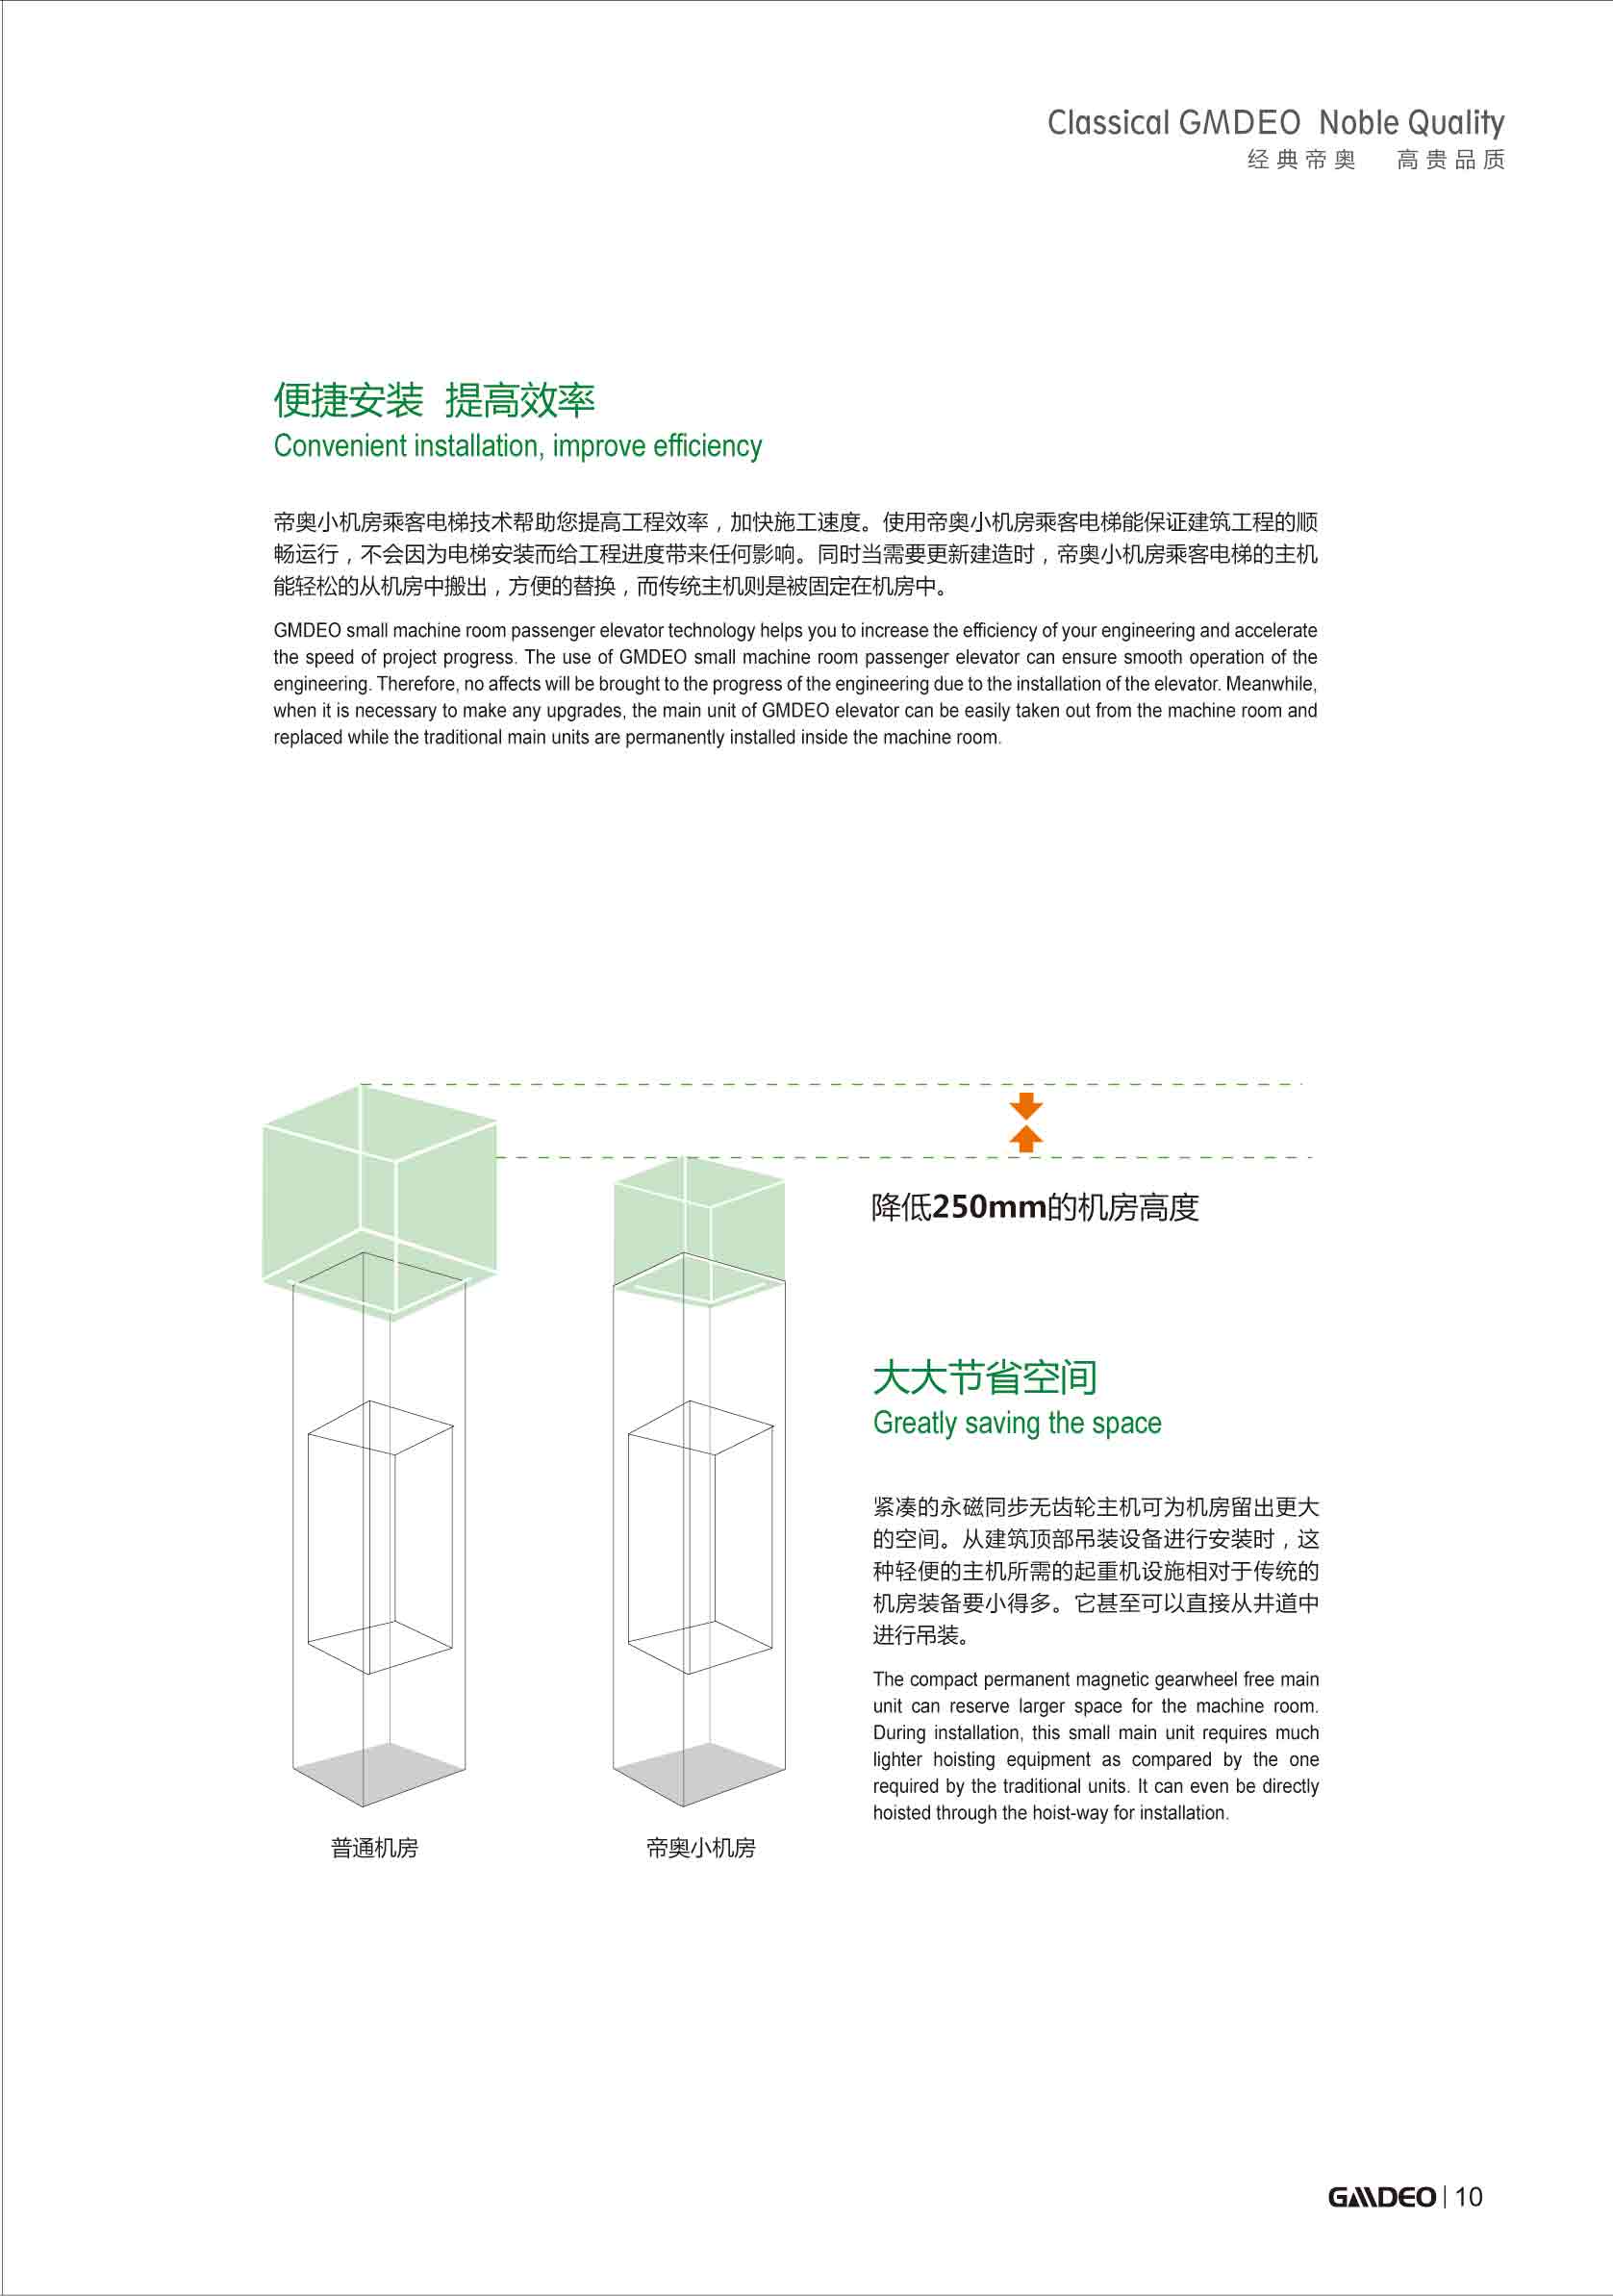 Classical GMDEO Noble Quality
经典帝奥 高贵品质
便捷安装 提高效率
Convenient installation, improve efficiency
帝奥小机房乘客电梯技术帮助您提高工程效率，加快施工速度。使用帝奥小机房乘客电梯能保证建筑工程的顺
畅运行，不会因为电梯安装而给工程进度带来任何影响。同时当需要更新建造时，帝奥小机房乘客电梯的主机
能轻松的从机房中搬出，方便的替换，而传统主机则是被固定在机房中。
GMDEO small machine room passenger elevator technology helps you to increase the efficiency of your engineering and accelerate
the speed of project progress. The use of GMDEO small machine room passenger elevator can ensure smooth operation of the
engineering. Therefore, no affects will be brought to the progress of the engineering due to the installation of the elevator. Meanwhile,
when it is necessary to make any upgrades, the main unit of GMDEO elevator can be easily taken out from the machine room and
replaced while the traditional main units are permanently installed inside the machine room.
降低250mm的机房高度
大大节省空间
Greatly saving the space
紧凑的永磁同步无齿轮主机可为机房留出更大
的空间。从建筑顶部吊装设备进行安装时，这
种轻便的主机所需的起重机设施相对于传统的
机房装备要小得多。它甚至可以直接从井道中
进行吊装。
The compact permanent magnetic gearwheel free main
unit can reserve larger space for the machine room.
During installation, this small main unit requires much
lighter hoisting equipment as compared by the one
required by the traditional units. It can even be directly
hoisted through the hoist-way for installation.
普通机房
帝奥小机房
GMDEO | 10